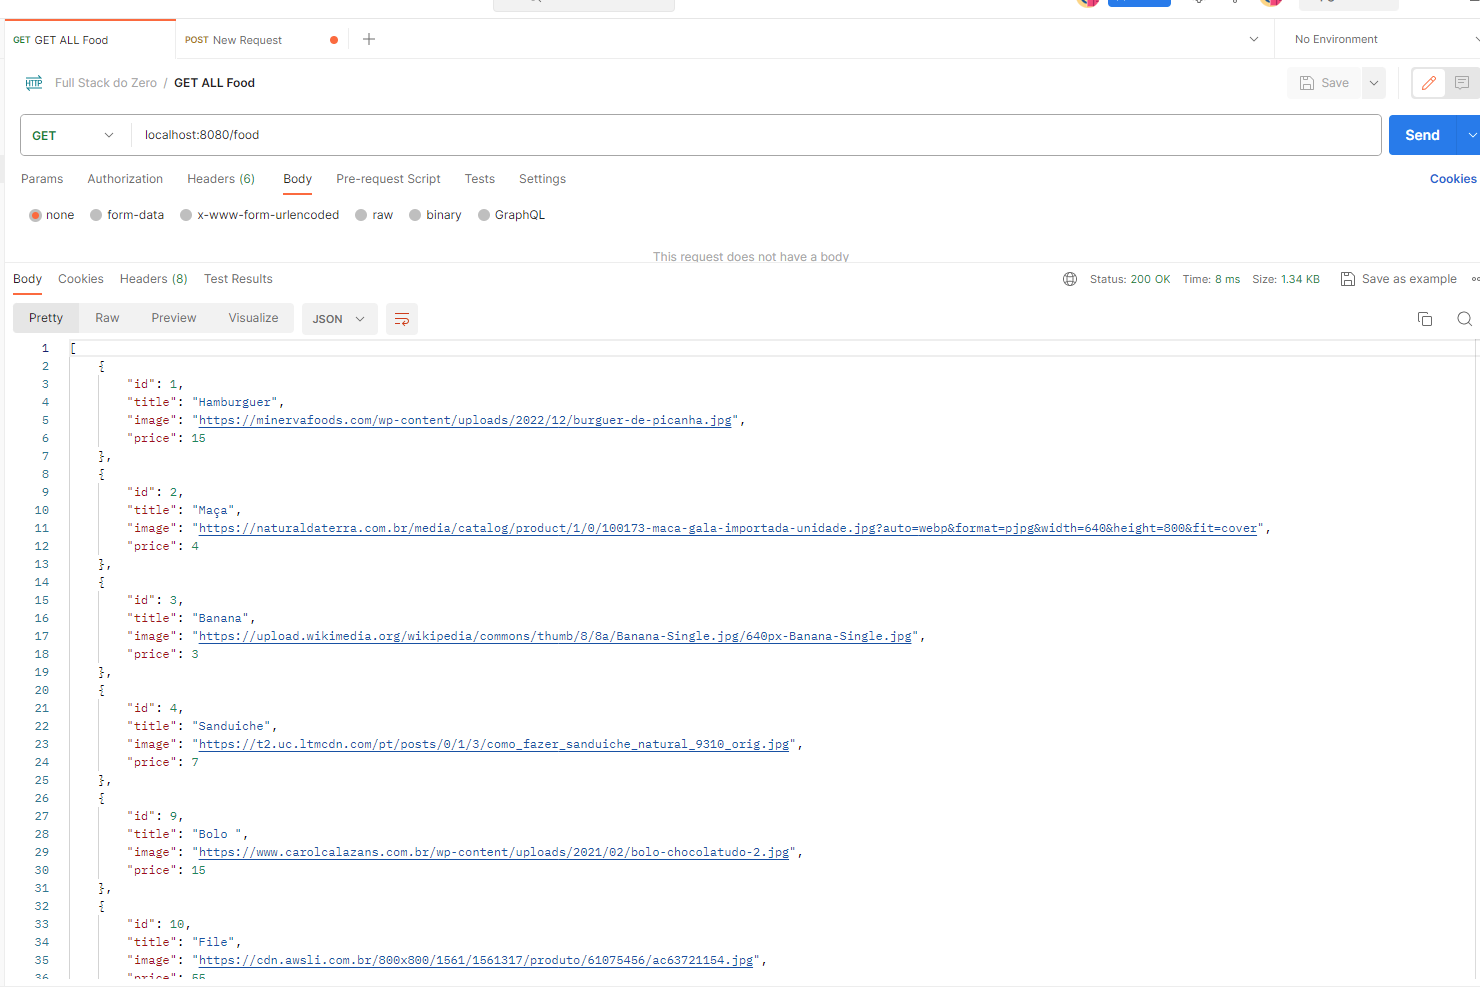 GET GET ALL Food POST New Request No Environment
Full Stack do Zero / GET ALL Food Save
GET localhost:8080/food Send
Params Authorization Headers (6) Body Pre-request Script Tests Settings Cookies
none form-data x-www-form-urlencoded raw binary GraphQL
This request does not have a body
Body Cookies Headers (8) Test Results Status: 200 OK Time: 8 ms Size: 1.34 KB Save as example
Pretty Raw Preview Visualize JSON
1 [
2 {
3 "id": 1,
4 "title": "Hamburguer",
5 "image": "https://minervafoods.com/wp-content/uploads/2022/12/burguer-de-picanha.jpg",
6 "price": 15
7 },
8 {
9 "id": 2,
10 "title": "Maça",
11 "image": "https://naturaldaterra.com.br/media/catalog/product/1/0/100173-maca-gala-importada-unidade.jpg?auto=webp&format=pjpg&width=640&height=800&fit=cover",
12 "price": 4
13 },
14 {
15 "id": 3,
16 "title": "Banana",
17 "image": "https://upload.wikimedia.org/wikipedia/commons/thumb/8/8a/Banana-Single.jpg/640px-Banana-Single.jpg",
18 "price": 3
19 },
20 {
21 "id": 4,
22 "title": "Sanduiche",
23 "image": "https://t2.uc.ltmcdn.com/pt/posts/0/1/3/como_fazer_sanduiche_natural_9310_orig.jpg",
24 "price": 7
25 },
26 {
27 "id": 9,
28 "title": "Bolo ",
29 "image": "https://www.carolcalazans.com.br/wp-content/uploads/2021/02/bolo-chocolatudo-2.jpg",
30 "price": 15
31 },
32 {
33 "id": 10,
34 "title": "File",
35 "image": "https://cdn.awsli.com.br/800x800/1561/1561317/produto/61075456/ac63721154.jpg",
36 "price": 55